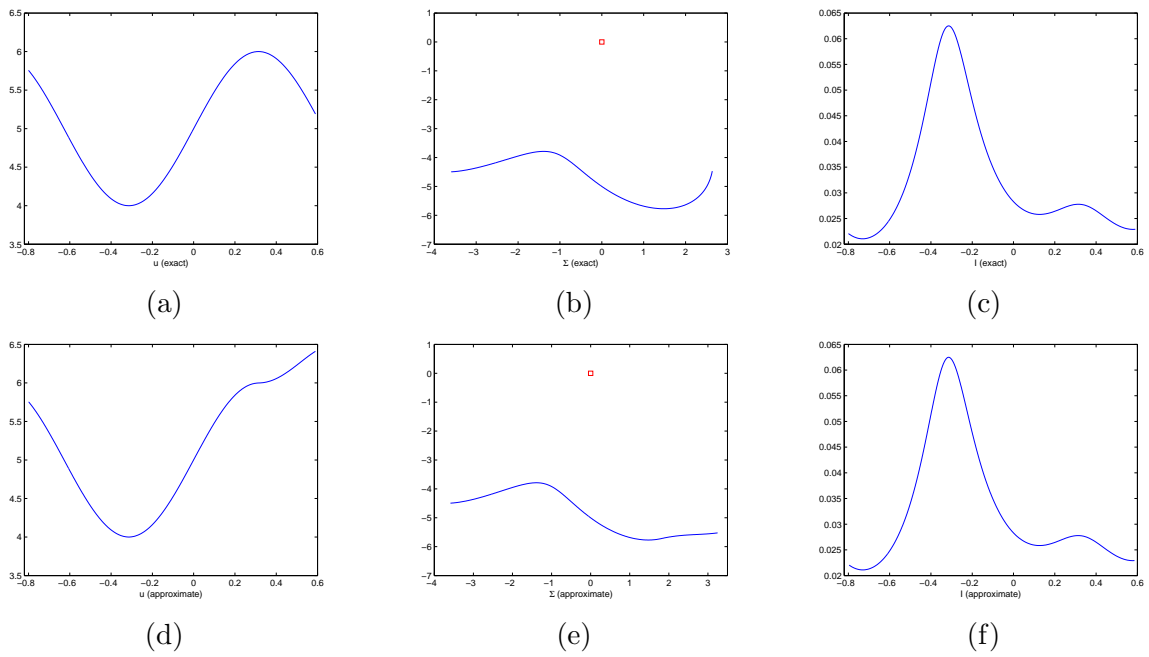 6.5
6
5.5
5
4.5
4
3.5
−0.8 −0.6 −0.4 −0.2 0 0.2 0.4 0.6
u (exact)
(a)
1
0
−1
−2
−3
−4
−5
−6
−7
−4 −3 −2 −1 0 1 2 3
Σ (exact)
(b)
0.065
0.06
0.055
0.05
0.045
0.04
0.035
0.03
0.025
0.02
−0.8 −0.6 −0.4 −0.2 0 0.2 0.4 0.6
I (exact)
(c)
6.5
6
5.5
5
4.5
4
3.5
−0.8 −0.6 −0.4 −0.2 0 0.2 0.4 0.6
u (approximate)
(d)
1
0
−1
−2
−3
−4
−5
−6
−7
−4 −3 −2 −1 0 1 2 3
Σ (approximate)
(e)
0.065
0.06
0.055
0.05
0.045
0.04
0.035
0.03
0.025
0.02
−0.8 −0.6 −0.4 −0.2 0 0.2 0.4 0.6
I (approximate)
(f)